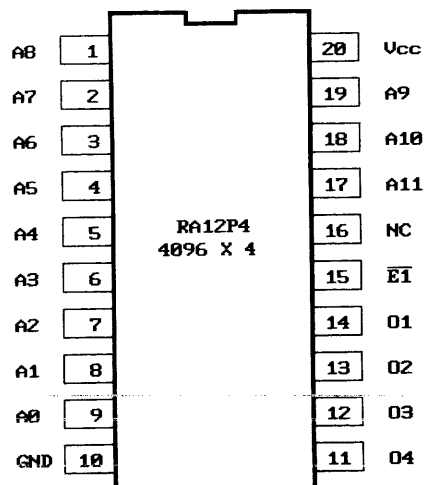 A8 1 20 Vcc
A7 2 19 A9
A6 3 18 A10
A5 4 17 A11
RA12P4
A4 5 16 NC
4096 X 4
A3 6 15 E1
A2 7 14 O1
A1 8 13 O2
A0 9 12 O3
GND 10 11 O4